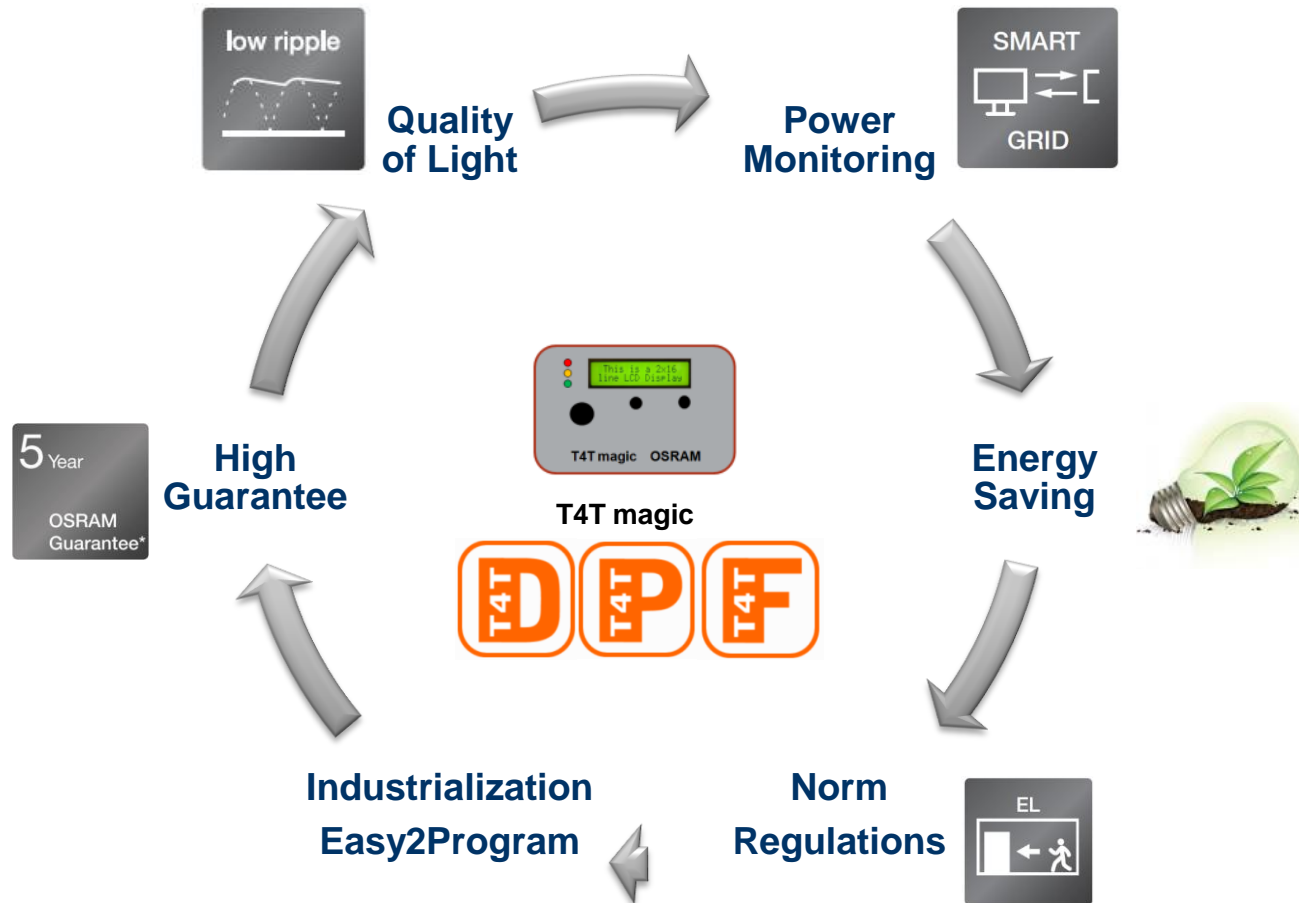 low ripple
Quality
of Light
Power
Monitoring
SMART
GRID
5 Year
OSRAM
Guarantee*
High
Guarantee
This is a 2x16
line LCD Display
T4T magic OSRAM
T4T magic
T4T D
T4T P
T4T F
Energy
Saving
Industrialization
Easy2Program
Norm
Regulations
EL